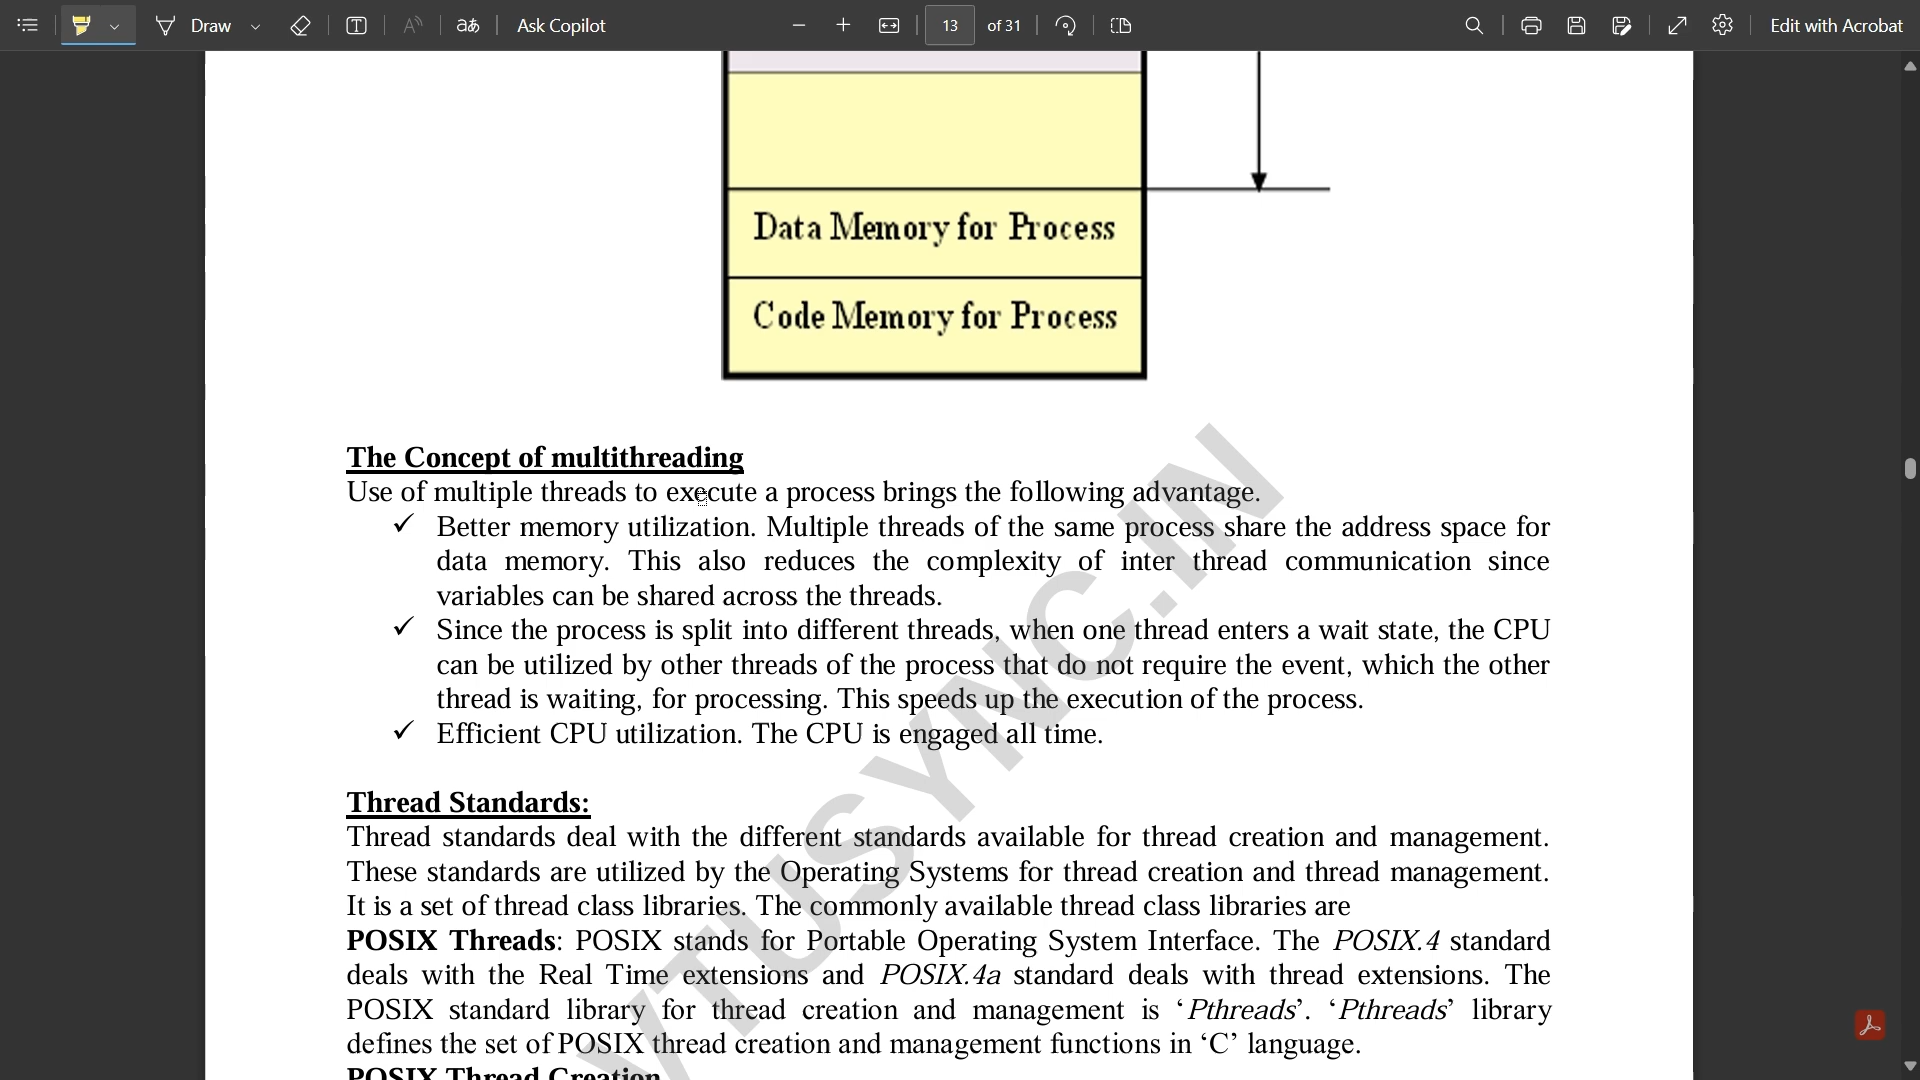 Draw
Ask Copilot
13 of 31
Edit with Acrobat
Data Memory for Process
Code Memory for Process
The Concept of multithreading
Use of multiple threads to execute a process brings the following advantage.
✓ Better memory utilization. Multiple threads of the same process share the address space for
data memory. This also reduces the complexity of inter thread communication since
variables can be shared across the threads.
✓ Since the process is split into different threads, when one thread enters a wait state, the CPU
can be utilized by other threads of the process that do not require the event, which the other
thread is waiting, for processing. This speeds up the execution of the process.
✓ Efficient CPU utilization. The CPU is engaged all time.
Thread Standards:
Thread standards deal with the different standards available for thread creation and management.
These standards are utilized by the Operating Systems for thread creation and thread management.
It is a set of thread class libraries. The commonly available thread class libraries are
POSIX Threads: POSIX stands for Portable Operating System Interface. The POSIX.4 standard
deals with the Real Time extensions and POSIX.4a standard deals with thread extensions. The
POSIX standard library for thread creation and management is ‘Pthreads’. ‘Pthreads’ library
defines the set of POSIX thread creation and management functions in ‘C’ language.
POSIX Thread Creation
VTUSYNC.IN